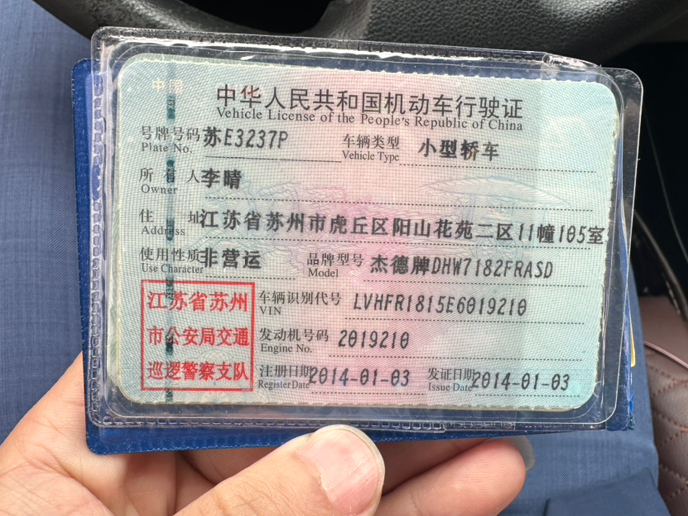 中国
中华人民共和国机动车行驶证
Vehicle License of the People's Republic of China
号牌号码 苏E3237P 车辆类型 小型轿车
Plate No. Vehicle Type
所有人 李晴
Owner
住址 江苏省苏州市虎丘区阳山花苑二区11幢105室
Address
使用性质 非营运 品牌型号 杰德牌DHW7182FRASD
Use Character Model
江苏省苏州 车辆识别代号 LVHFR1815E6019210
VIN
市公安局交通 发动机号码 2019210
Engine No.
巡逻警察支队 注册日期 2014-01-03 发证日期 2014-01-03
Register Date Issue Date